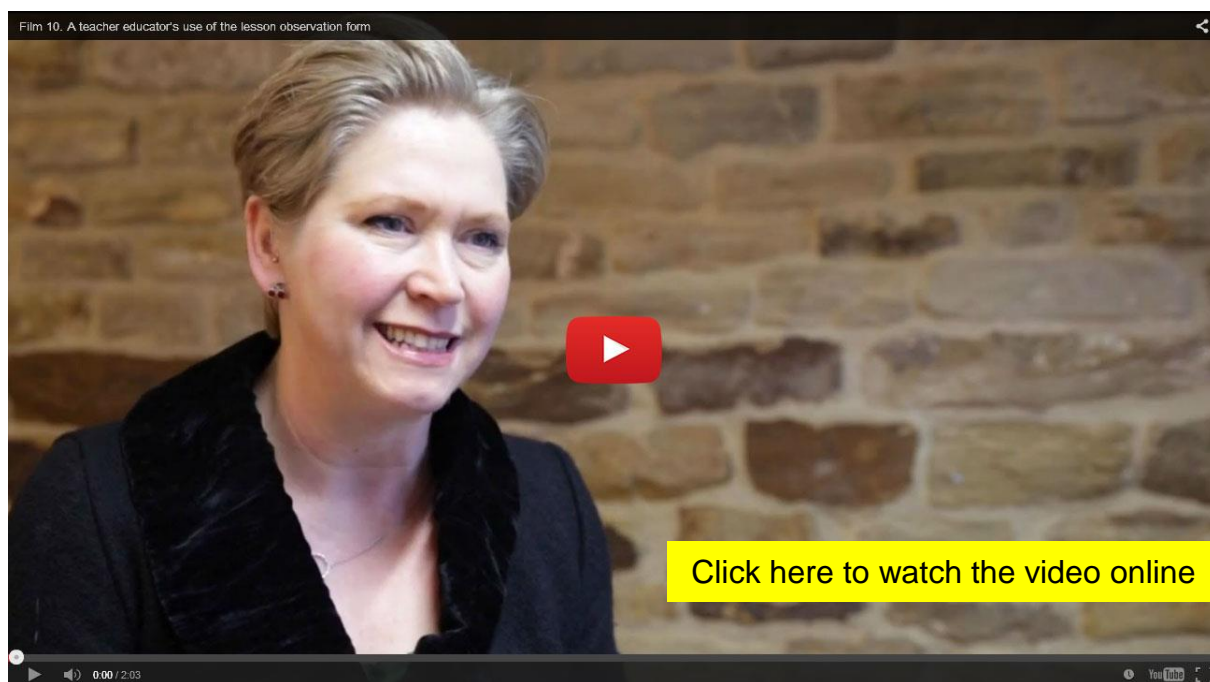 Film 10. A teacher educator's use of the lesson observation form
Click here to watch the video online
0:00 / 2:03
YouTube